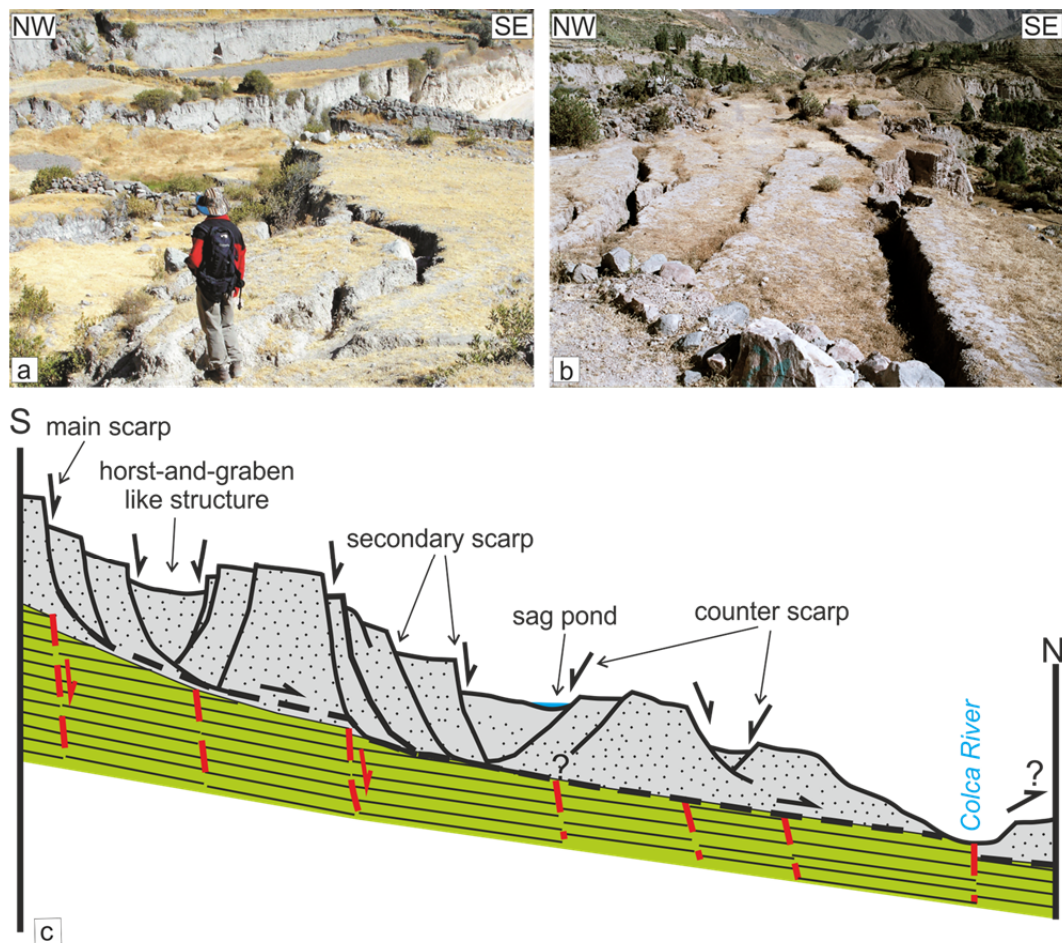 NW
SE
a
NW
SE
b
S
main scarp
horst-and-graben
like structure
secondary scarp
sag pond
counter scarp
N
Colca River
?
?
c